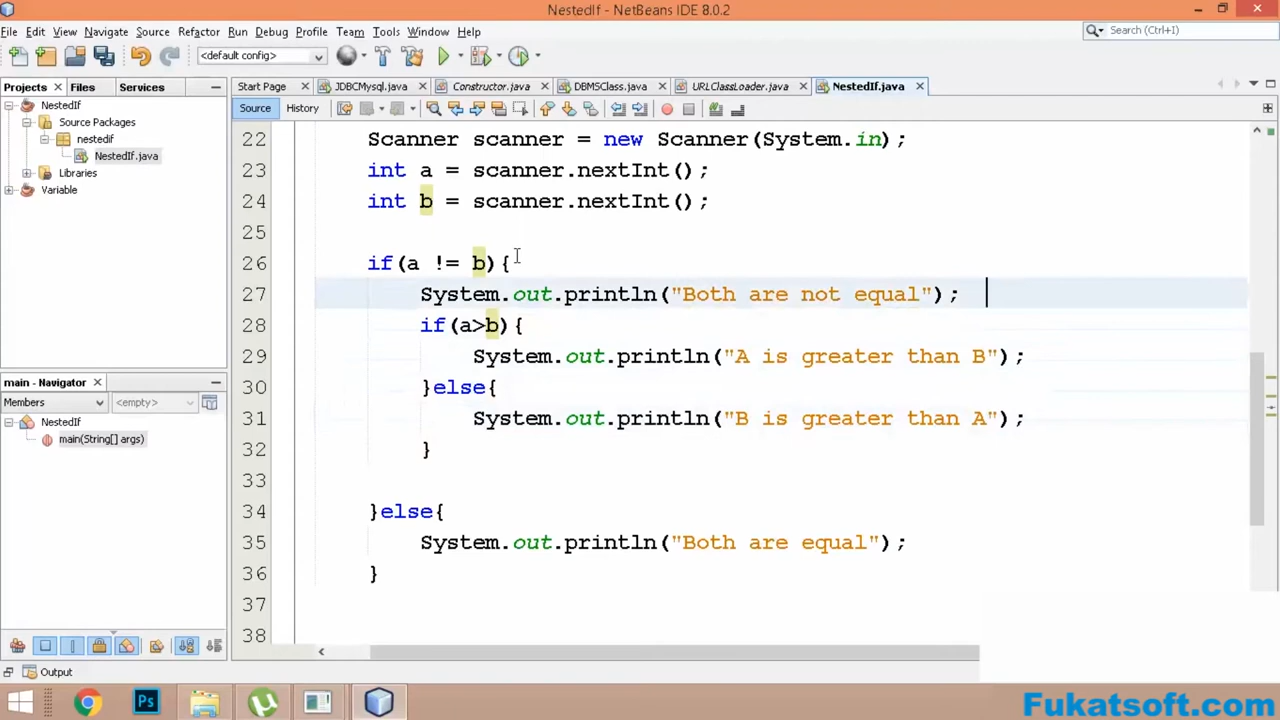 NestedIf - NetBeans IDE 8.0.2
File Edit View Navigate Source Refactor Run Debug Profile Team Tools Window Help
Search (Ctrl+I)
<default config>
Projects Files Services
Start Page JDBCMysql.java Constructor.java DBMSClass.java URLClassLoader.java NestedIf.java
Source History
NestedIf
Source Packages
nestedif
NestedIf.java
Libraries
Variable
22 Scanner scanner = new Scanner(System.in);
23 int a = scanner.nextInt();
24 int b = scanner.nextInt();
25
26 if(a != b){
27 System.out.println("Both are not equal");
28 if(a>b){
29 System.out.println("A is greater than B");
30 }else{
31 System.out.println("B is greater than A");
32 }
33
34 }else{
35 System.out.println("Both are equal");
36 }
37
38
main - Navigator
Members <empty>
NestedIf
main(String[] args)
Output
Ps
Fukatsoft.com